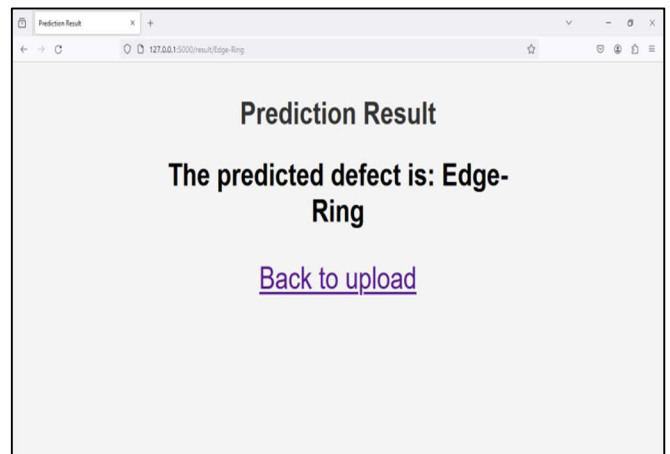 Prediction Result
127.0.0.1:5000/result/Edge-Ring
Prediction Result
The predicted defect is: Edge-
Ring
Back to upload